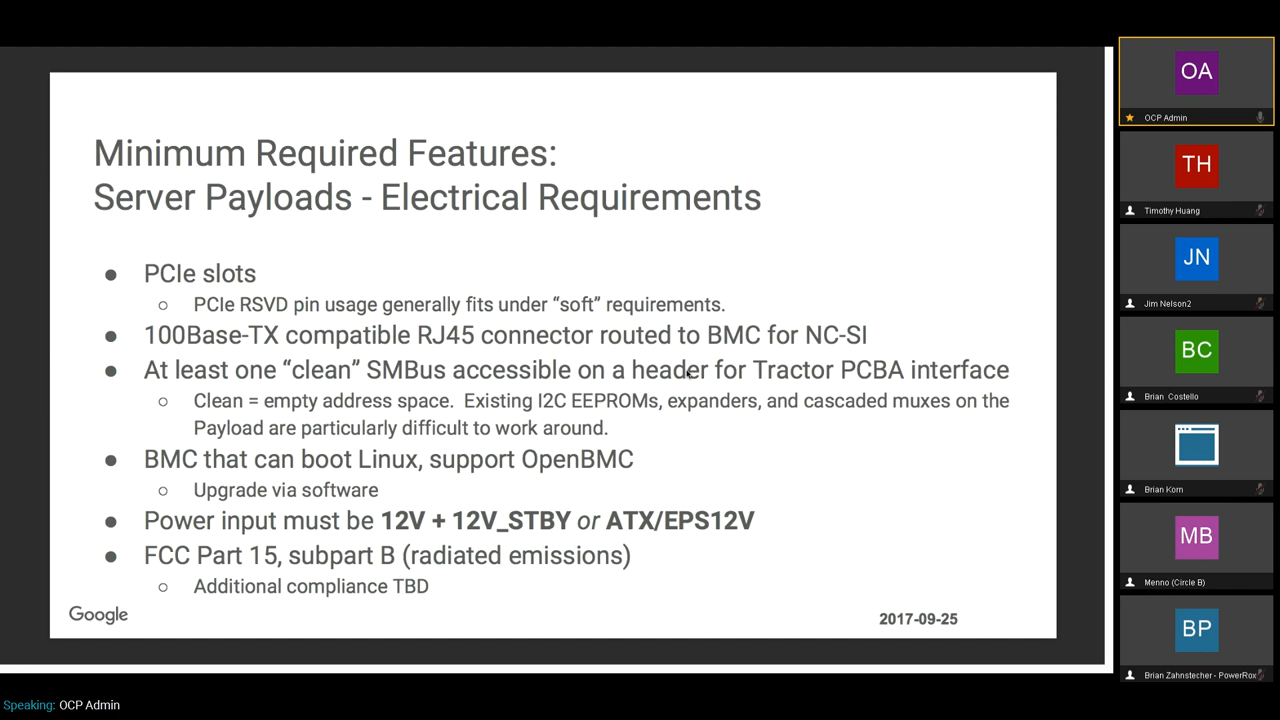 Minimum Required Features:
Server Payloads - Electrical Requirements
● PCIe slots
○ PCIe RSVD pin usage generally fits under “soft” requirements.
● 100Base-TX compatible RJ45 connector routed to BMC for NC-SI
● At least one “clean” SMBus accessible on a header for Tractor PCBA interface
○ Clean = empty address space. Existing I2C EEPROMs, expanders, and cascaded muxes on the
Payload are particularly difficult to work around.
● BMC that can boot Linux, support OpenBMC
○ Upgrade via software
● Power input must be 12V + 12V_STBY or ATX/EPS12V
● FCC Part 15, subpart B (radiated emissions)
○ Additional compliance TBD
Google
2017-09-25
OA
OCP Admin
TH
Timothy Huang
JN
Jim Nelson2
BC
Brian Costello
Brian Korn
MB
Menno (Circle B)
BP
Brian Zahnstecher - PowerRox
Speaking: OCP Admin